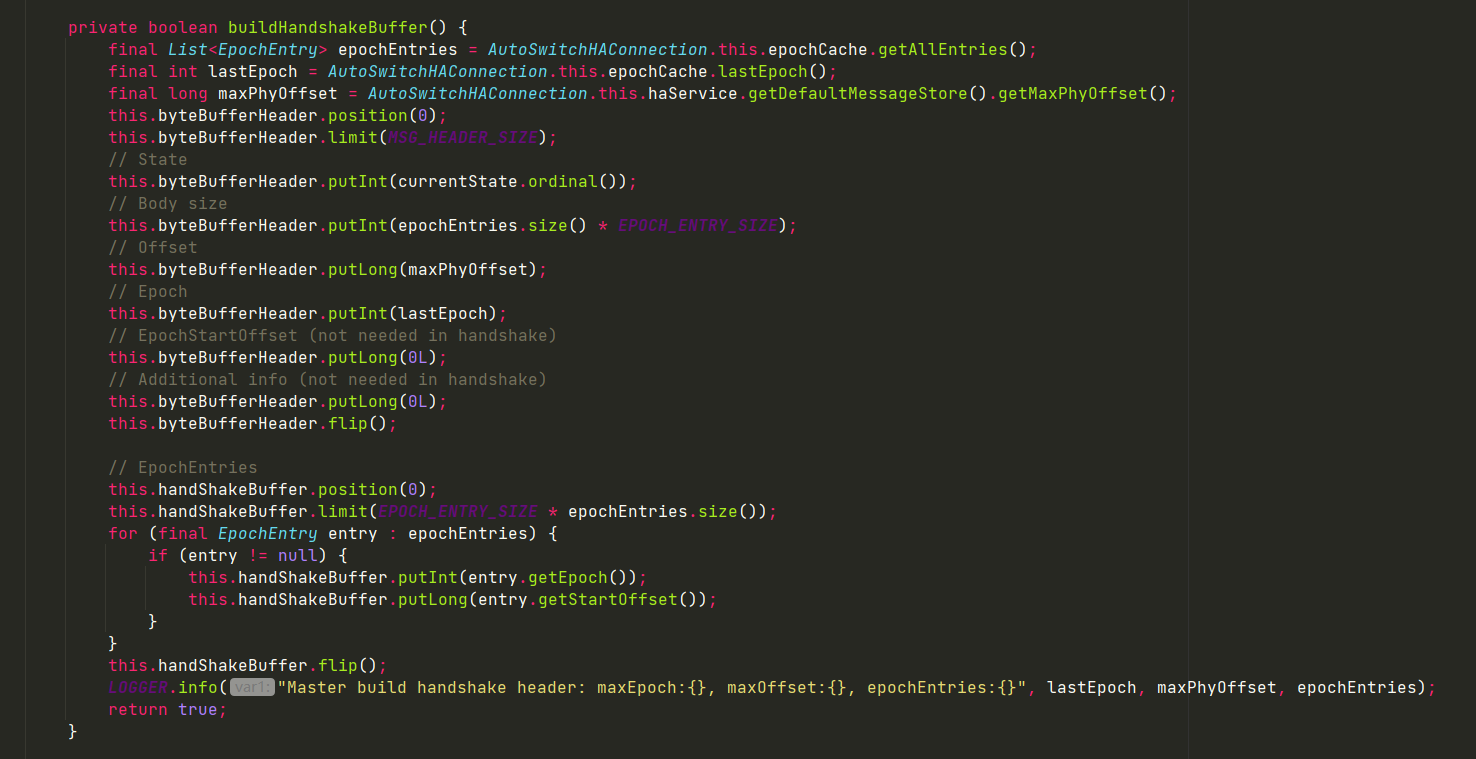 private boolean buildHandshakeBuffer() {
    final List<EpochEntry> epochEntries = AutoSwitchHAConnection.this.epochCache.getAllEntries();
    final int lastEpoch = AutoSwitchHAConnection.this.epochCache.lastEpoch();
    final long maxPhyOffset = AutoSwitchHAConnection.this.haService.getDefaultMessageStore().getMaxPhyOffset();
    this.byteBufferHeader.position(0);
    this.byteBufferHeader.limit(MSG_HEADER_SIZE);
    // State
    this.byteBufferHeader.putInt(currentState.ordinal());
    // Body size
    this.byteBufferHeader.putInt(epochEntries.size() * EPOCH_ENTRY_SIZE);
    // Offset
    this.byteBufferHeader.putLong(maxPhyOffset);
    // Epoch
    this.byteBufferHeader.putInt(lastEpoch);
    // EpochStartOffset (not needed in handshake)
    this.byteBufferHeader.putLong(0L);
    // Additional info (not needed in handshake)
    this.byteBufferHeader.putLong(0L);
    this.byteBufferHeader.flip();

    // EpochEntries
    this.handShakeBuffer.position(0);
    this.handShakeBuffer.limit(EPOCH_ENTRY_SIZE * epochEntries.size());
    for (final EpochEntry entry : epochEntries) {
        if (entry != null) {
            this.handShakeBuffer.putInt(entry.getEpoch());
            this.handShakeBuffer.putLong(entry.getStartOffset());
        }
    }
    this.handShakeBuffer.flip();
    LOGGER.info( var1: "Master build handshake header: maxEpoch:{}, maxOffset:{}, epochEntries:{}", lastEpoch, maxPhyOffset, epochEntries);
    return true;
}